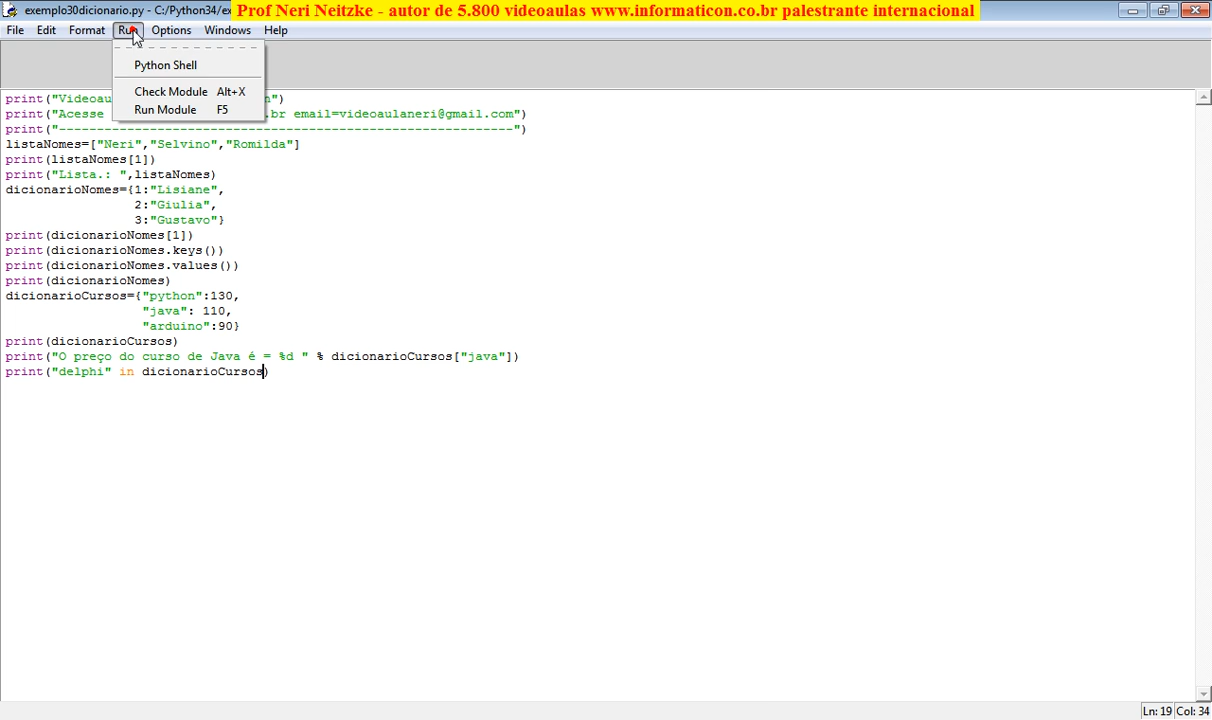 exemplo30dicionario.py - C:/Python34/ex
Prof Neri Neitzke - autor de 5.800 videoaulas www.informaticon.co.br palestrante internacional
File Edit Format Run Options Windows Help
Python Shell
Check Module Alt+X
Run Module F5
print("Videoau n")
print("Acesse .br email=videoaulaneri@gmail.com")
print("------------------------------------------------------------")
listaNomes=["Neri","Selvino","Romilda"]
print(listaNomes[1])
print("Lista.: ",listaNomes)
dicionarioNomes={1:"Lisiane",
2:"Giulia",
3:"Gustavo"}
print(dicionarioNomes[1])
print(dicionarioNomes.keys())
print(dicionarioNomes.values())
print(dicionarioNomes)
dicionarioCursos={"python":130,
"java": 110,
"arduino":90}
print(dicionarioCursos)
print("O preço do curso de Java é = %d " % dicionarioCursos["java"])
print("delphi" in dicionarioCursos)
Ln: 19 Col: 34